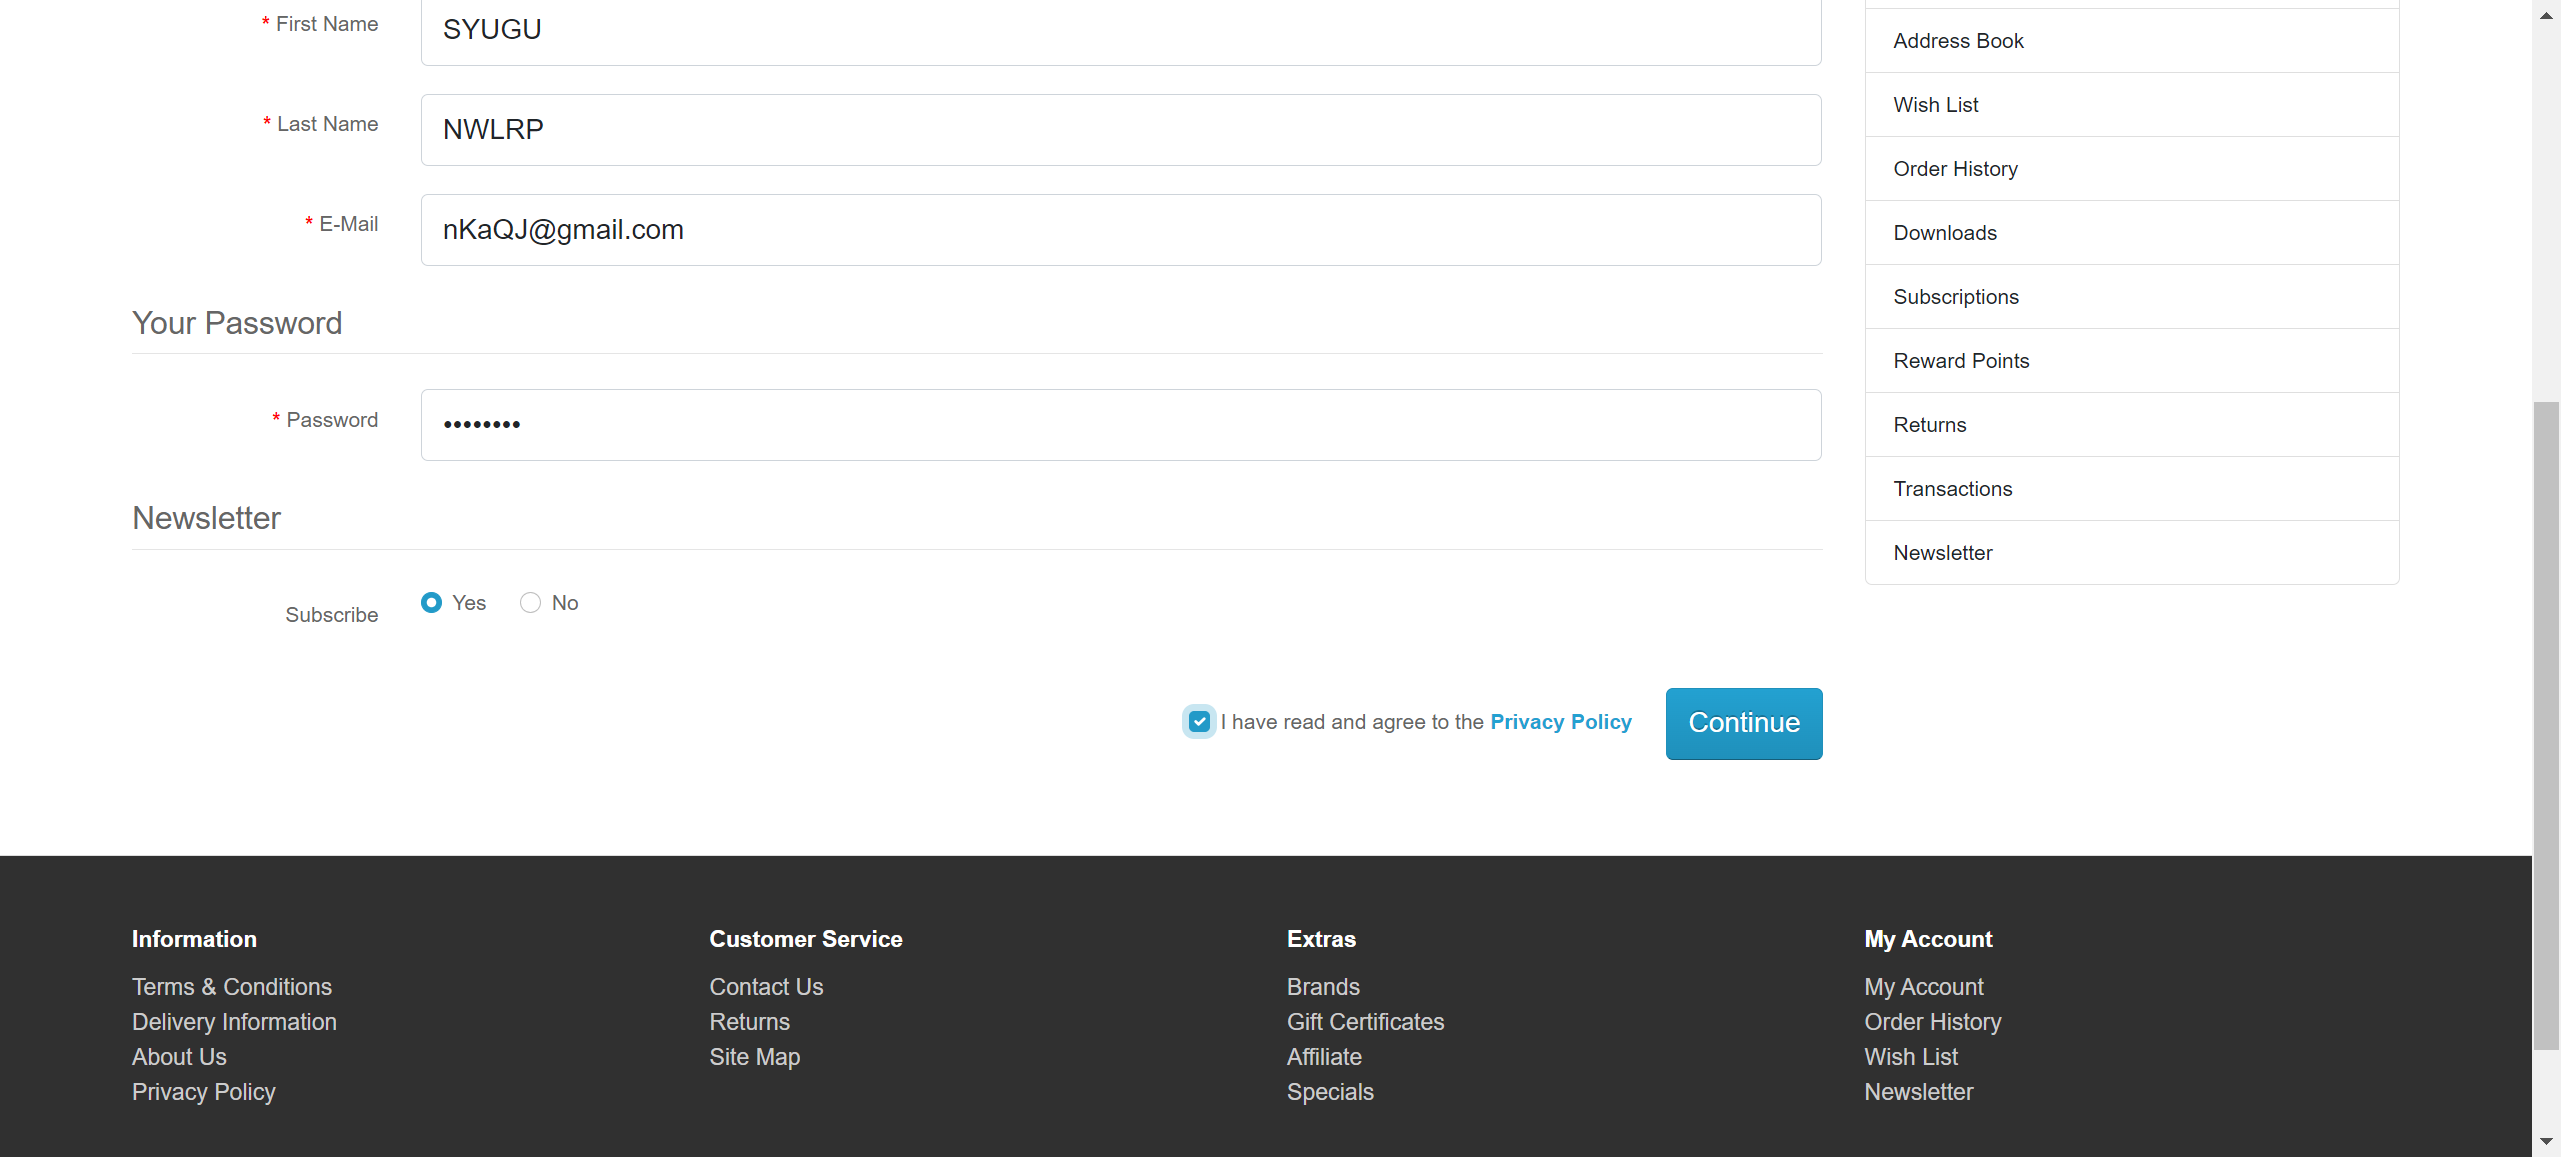 * First Name
SYUGU
* Last Name
NWLRP
* E-Mail
nKaQJ@gmail.com
Your Password
* Password
••••••••
Newsletter
Subscribe
Yes
No
I have read and agree to the Privacy Policy
Continue
Address Book
Wish List
Order History
Downloads
Subscriptions
Reward Points
Returns
Transactions
Newsletter
Information
Terms & Conditions
Delivery Information
About Us
Privacy Policy
Customer Service
Contact Us
Returns
Site Map
Extras
Brands
Gift Certificates
Affiliate
Specials
My Account
My Account
Order History
Wish List
Newsletter